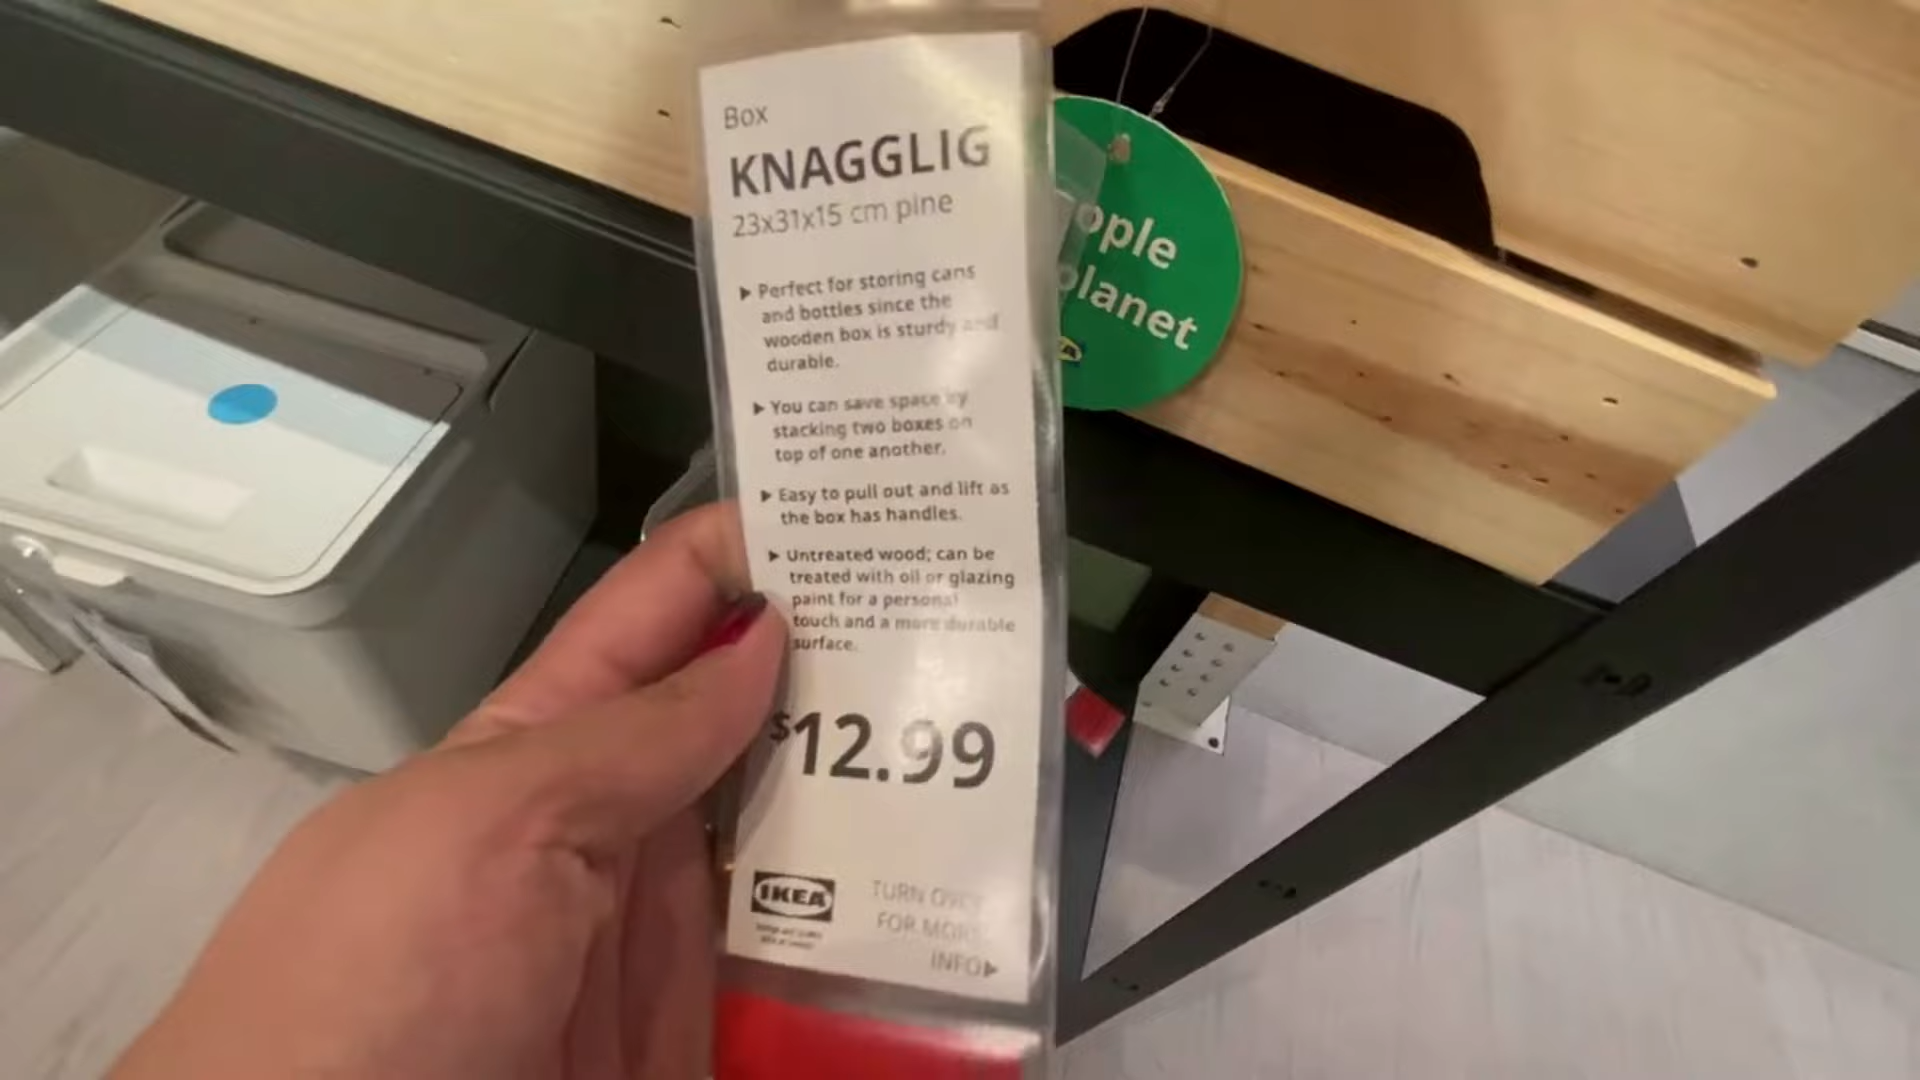 Box
KNAGGLIG
23x31x15 cm pine
▶ Perfect for storing cans
and bottles since the
wooden box is sturdy and
durable.
▶ You can save space by
stacking two boxes on
top of one another.
▶ Easy to pull out and lift as
the box has handles.
▶ Untreated wood; can be
treated with oil or glazing
paint for a personal
touch and a more durable
surface.
$12.99
IKEA
TURN OVER
FOR MORE
INFO▶
ople
planet